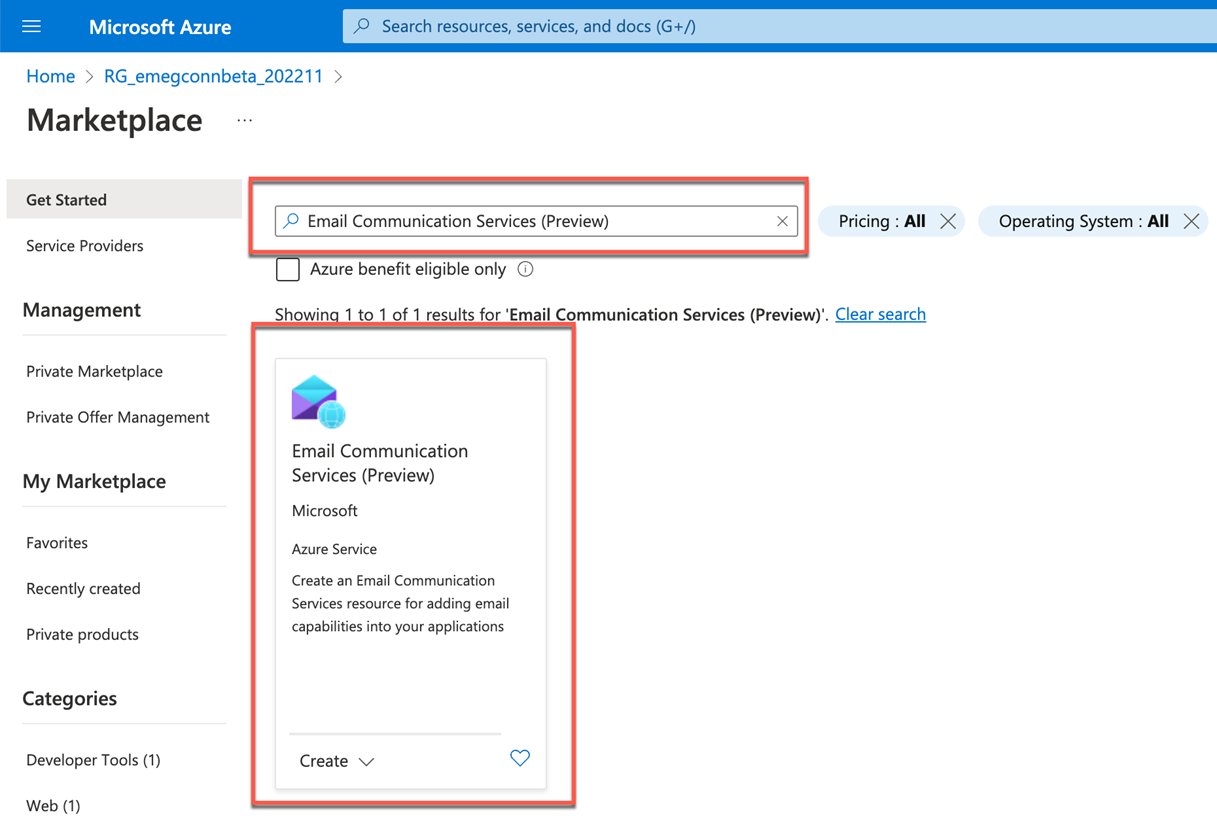 Microsoft Azure
Search resources, services, and docs (G+/)
Home > RG_emegconnbeta_202211 >
Marketplace ...
Get Started
Service Providers
Management
Private Marketplace
Private Offer Management
My Marketplace
Favorites
Recently created
Private products
Categories
Developer Tools (1)
Web (1)
Email Communication Services (Preview)
Pricing : All
Operating System : All
Azure benefit eligible only
Showing 1 to 1 of 1 results for 'Email Communication Services (Preview)'. Clear search
Email Communication
Services (Preview)
Microsoft
Azure Service
Create an Email Communication
Services resource for adding email
capabilities into your applications
Create